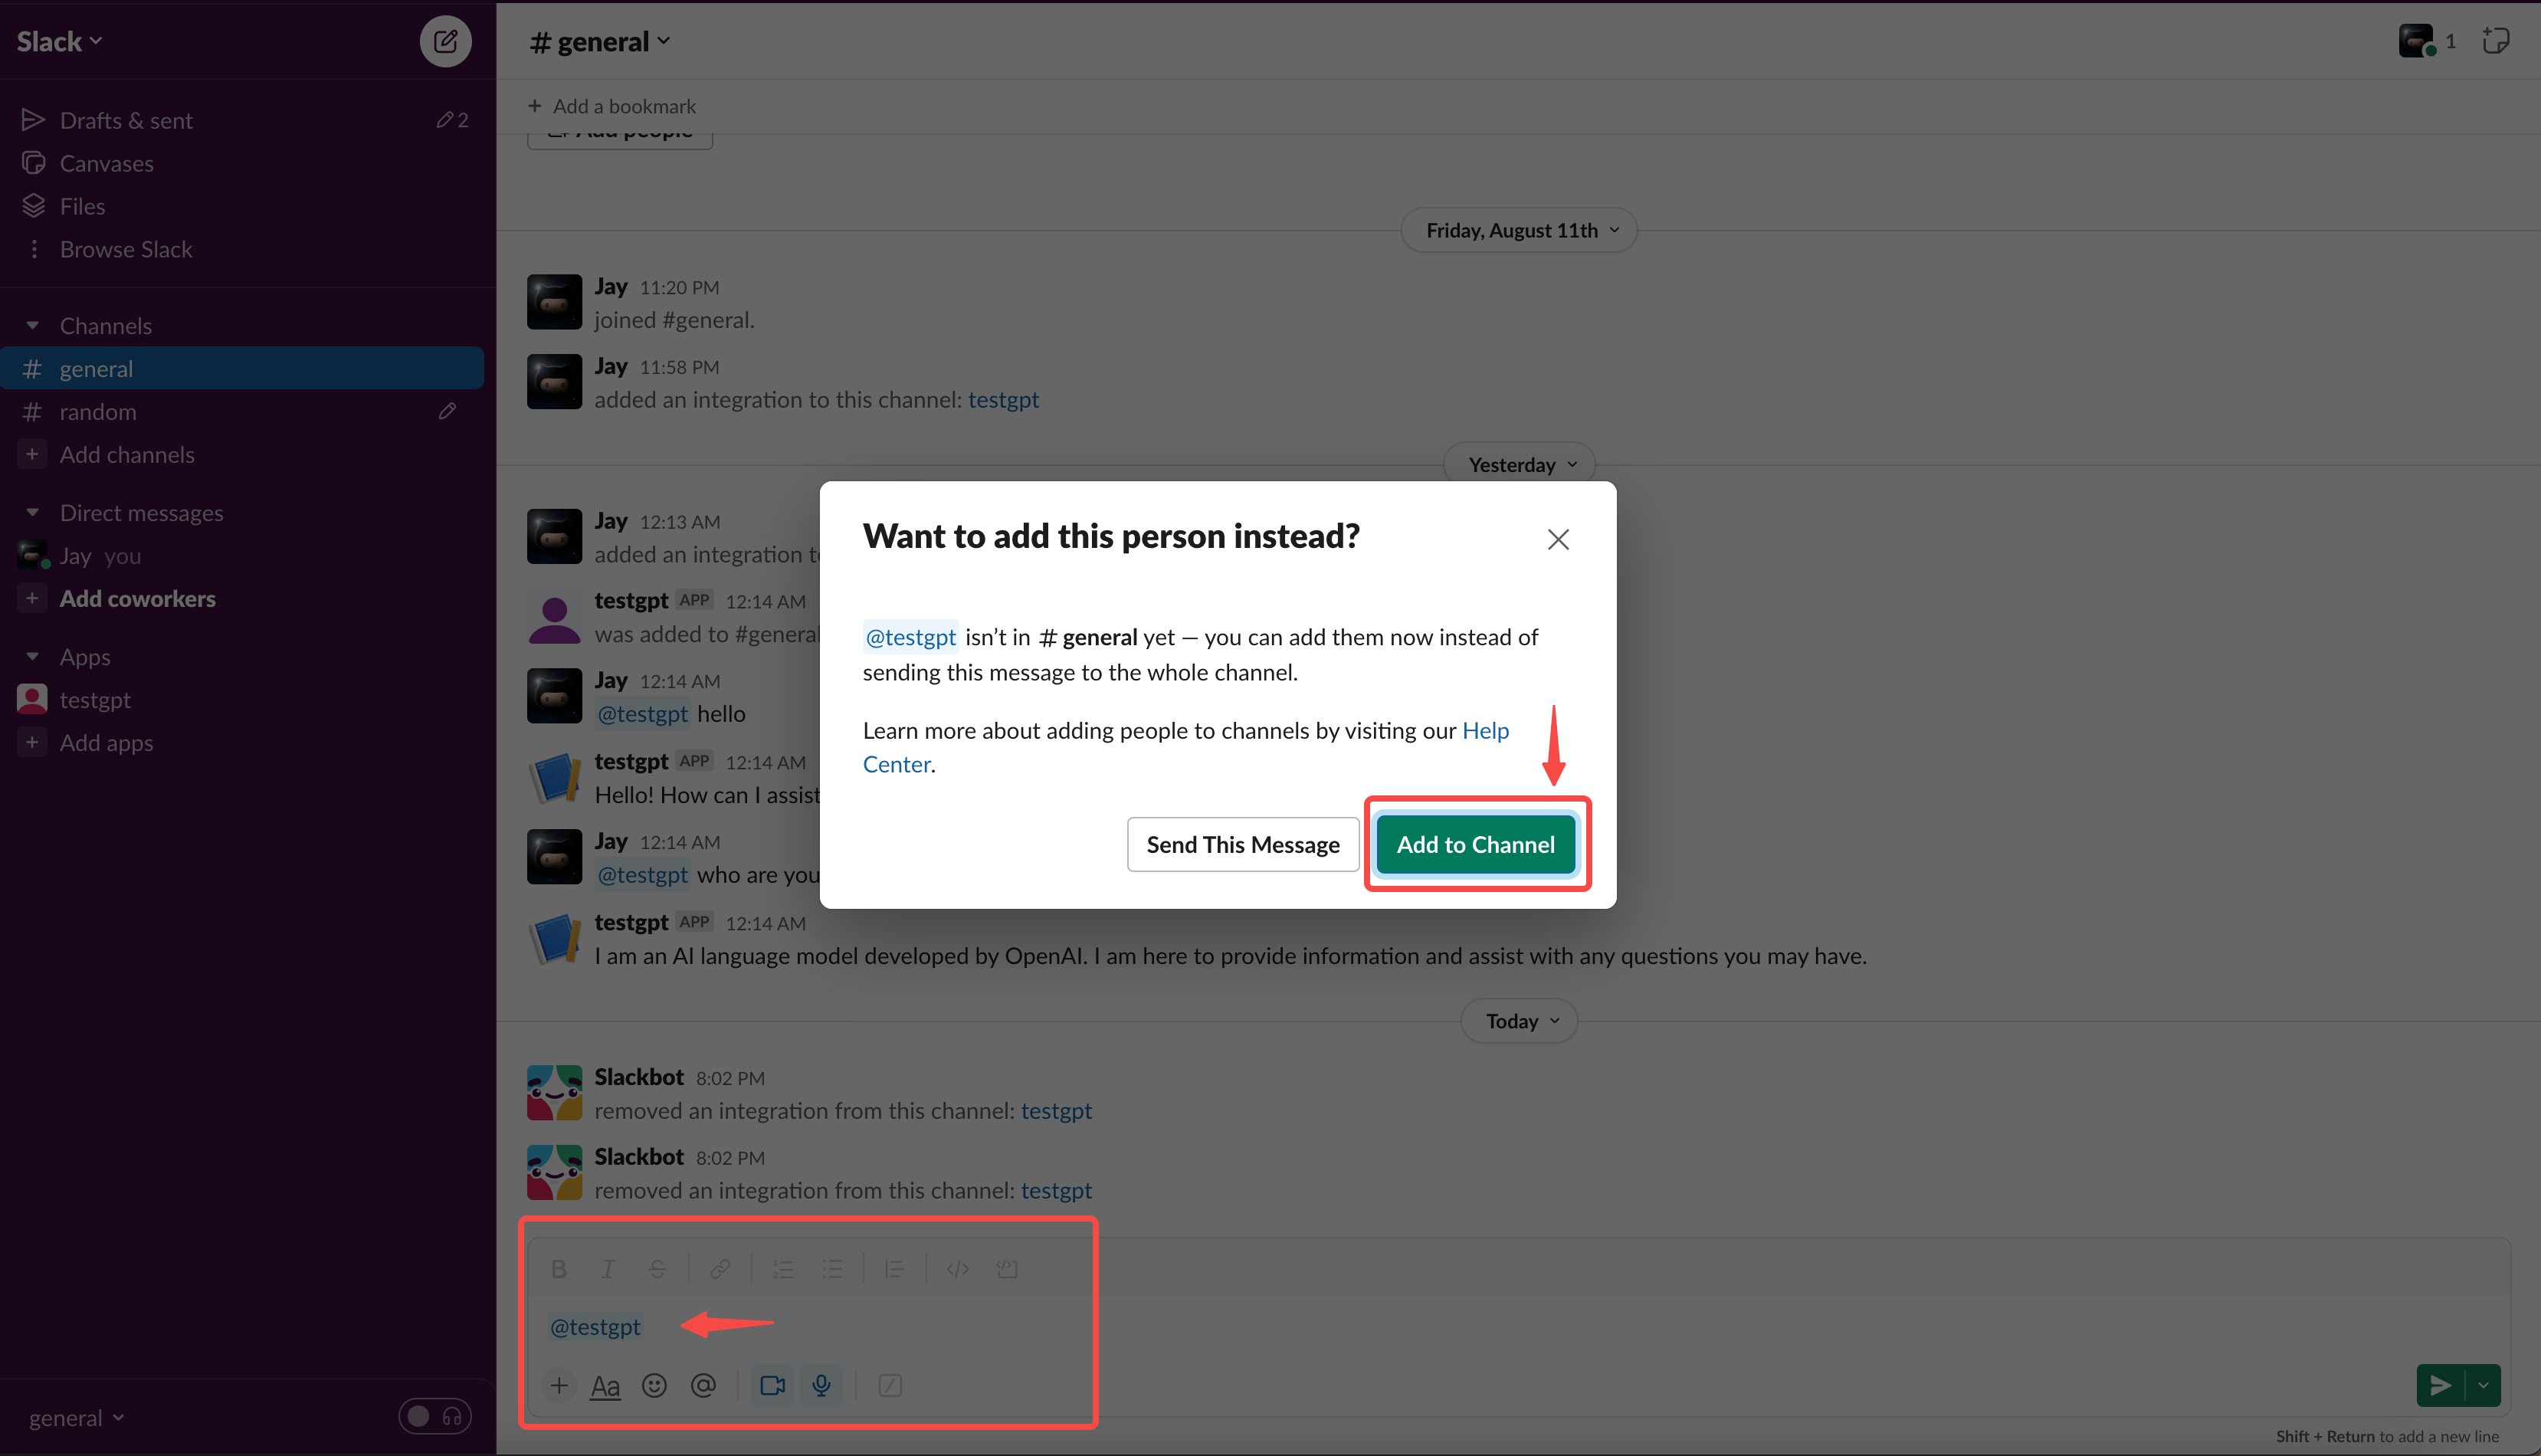 Slack
Drafts & sent
2
Canvases
Files
Browse Slack
Channels
# general
# random
+ Add channels
Direct messages
Jay you
+ Add coworkers
Apps
testgpt
+ Add apps
general
# general
1
+ Add a bookmark
Add people
Friday, August 11th
Jay 11:20 PM
joined #general.
Jay 11:58 PM
added an integration to this channel: testgpt
Yesterday
Jay 12:13 AM
added an integration
testgpt APP 12:14 AM
was added to #general
Jay 12:14 AM
@testgpt hello
testgpt APP 12:14 AM
Hello! How can I assist
Jay 12:14 AM
@testgpt who are you
testgpt APP 12:14 AM
I am an AI language model developed by OpenAI. I am here to provide information and assist with any questions you may have.
Want to add this person instead?
@testgpt isn’t in # general yet — you can add them now instead of
sending this message to the whole channel.
Learn more about adding people to channels by visiting our Help
Center.
Send This Message
Add to Channel
Today
Slackbot 8:02 PM
removed an integration from this channel: testgpt
Slackbot 8:02 PM
removed an integration from this channel: testgpt
B I S
@testgpt
+ Aa @
Shift + Return to add a new line